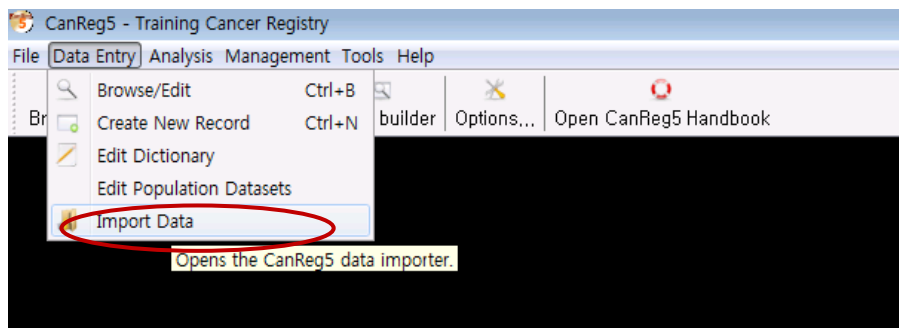 CanReg5 - Training Cancer Registry
File Data Entry Analysis Management Tools Help
Browse/Edit Ctrl+B
Create New Record Ctrl+N
Edit Dictionary
Edit Population Datasets
Import Data
Br
builder
Options...
Open CanReg5 Handbook
Opens the CanReg5 data importer.